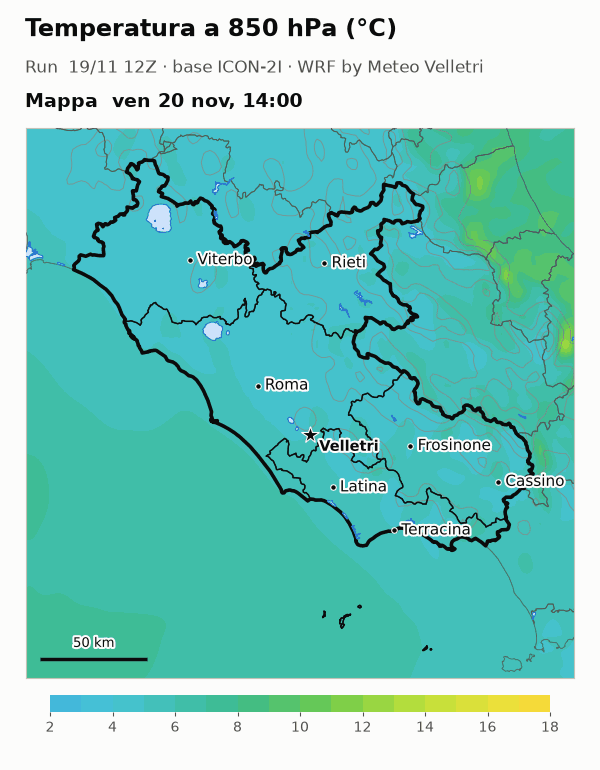 Temperatura a 850 hPa (°C)
Run  19/11 12Z · base ICON-2I · WRF by Meteo Velletri
Mappa  ven 20 nov, 14:00
Viterbo
Rieti
Roma
Velletri
Frosinone
Latina
Cassino
Terracina
50 km
2 4 6 8 10 12 14 16 18